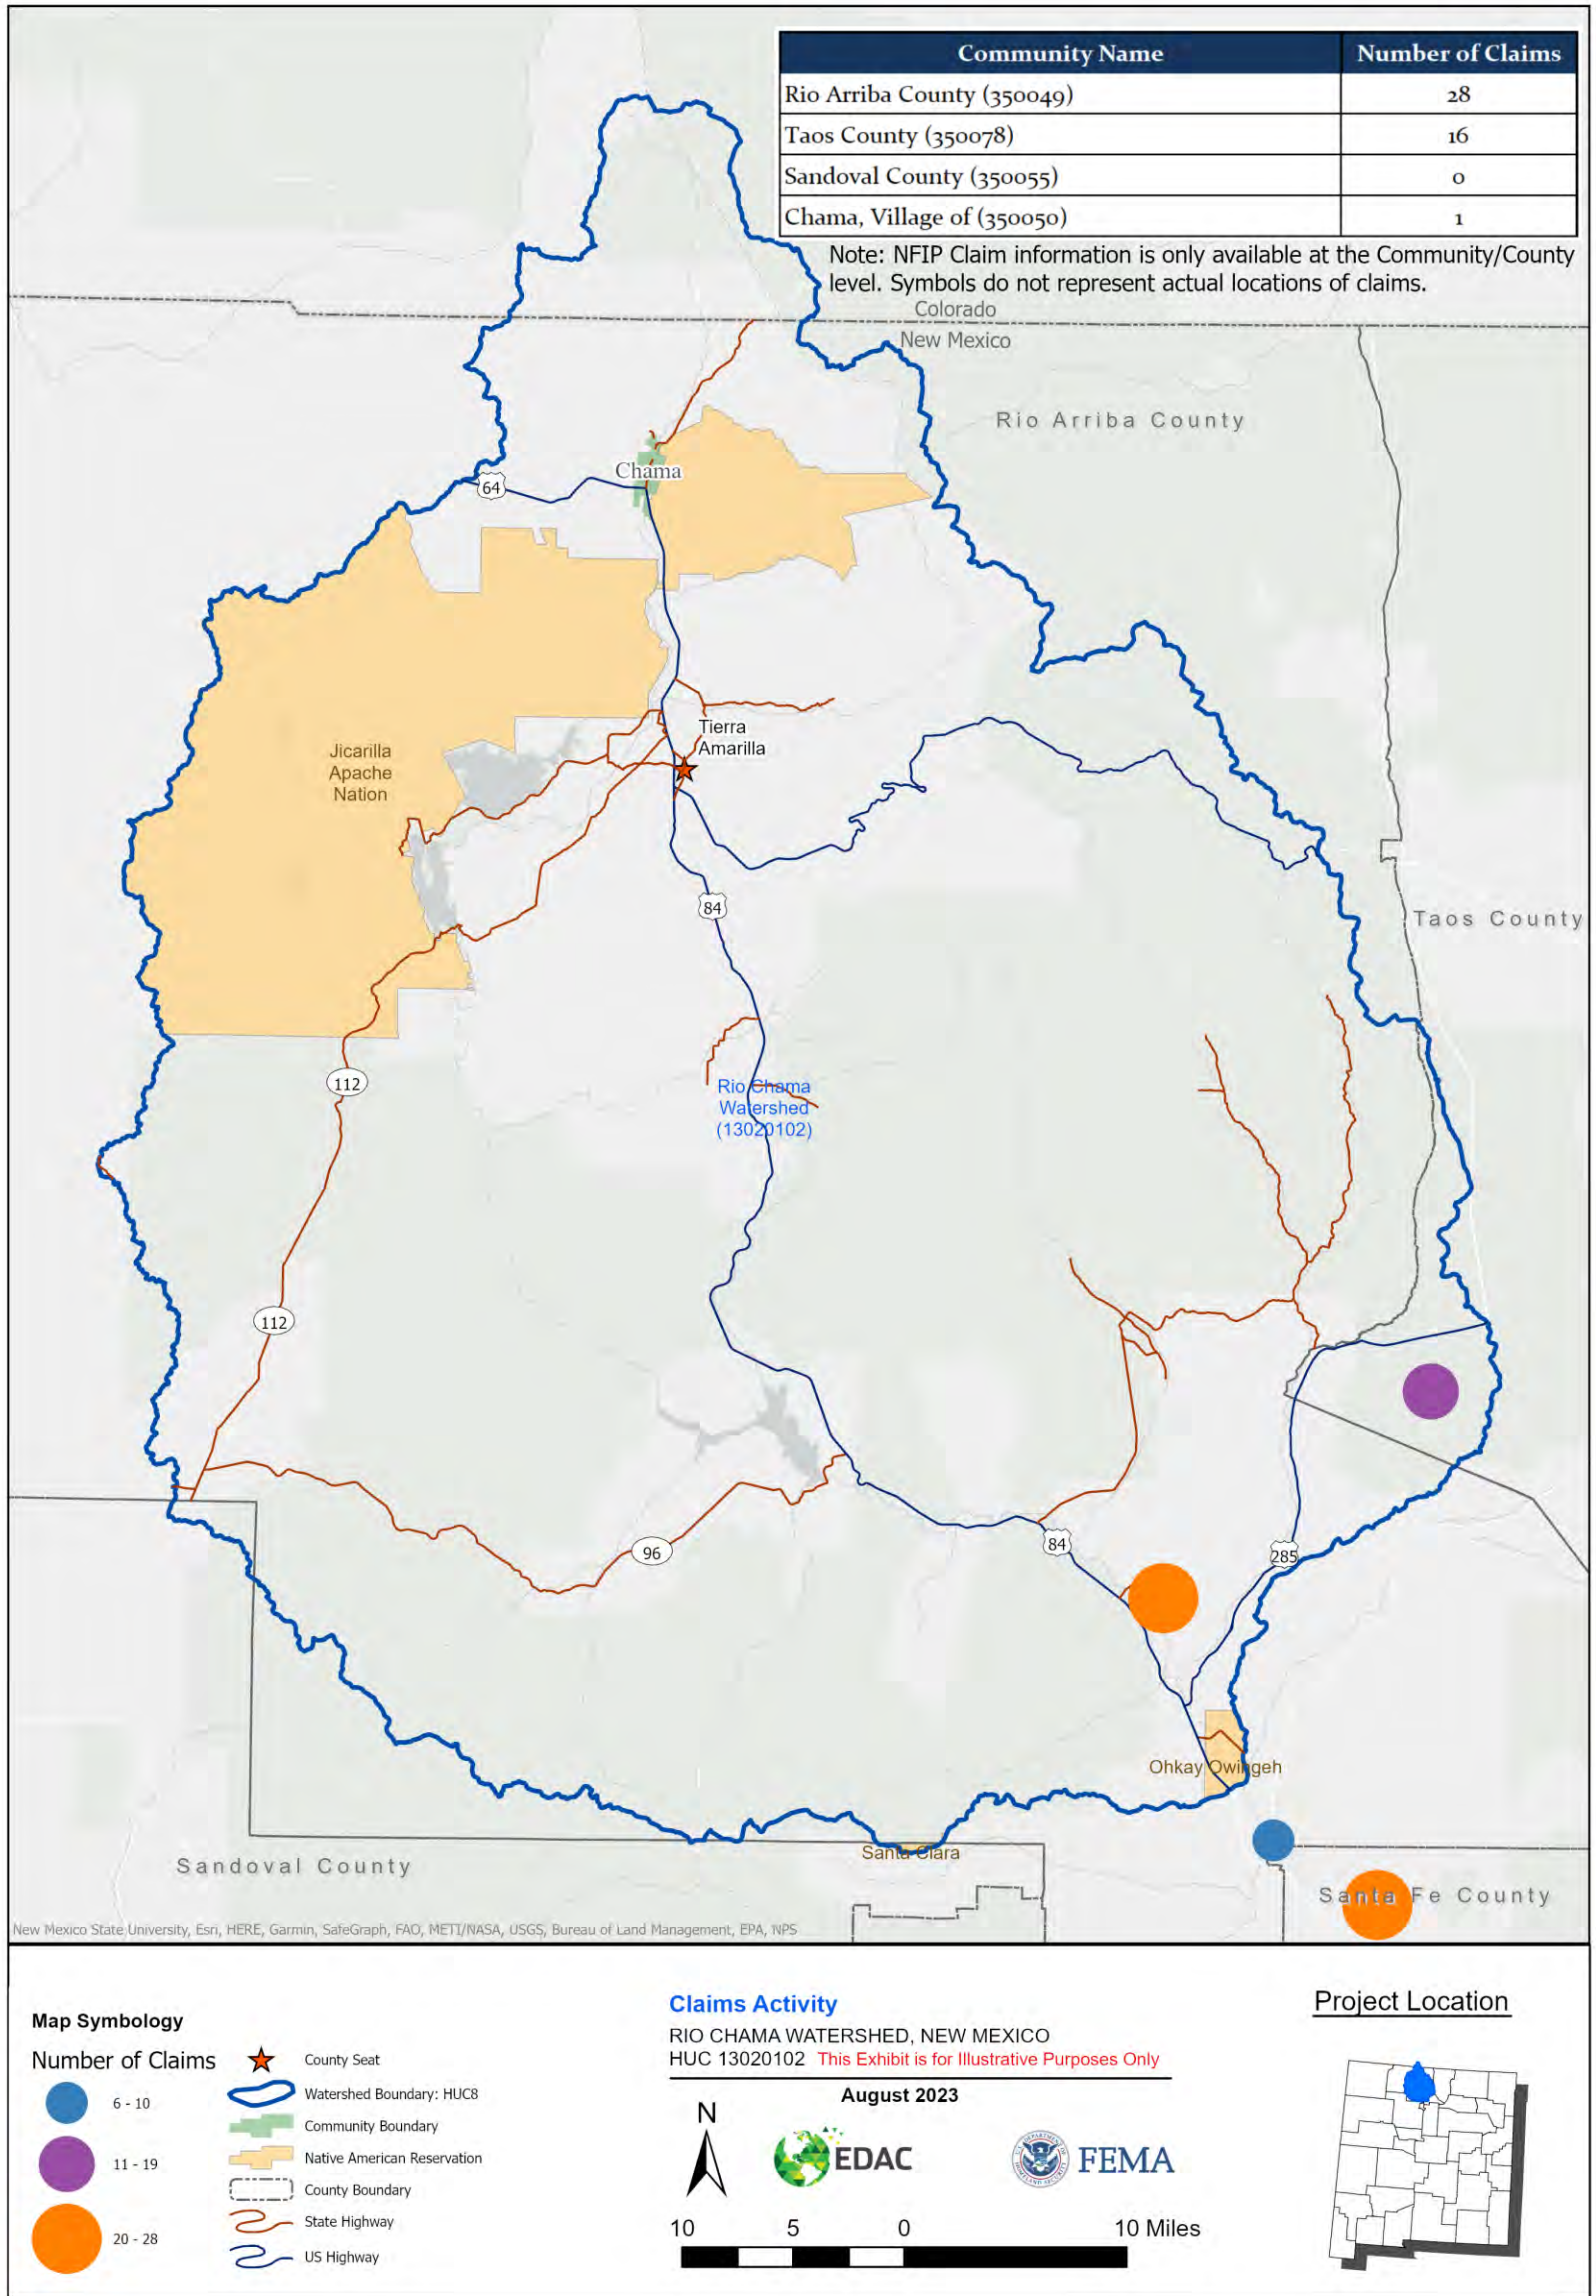 Community Name Number of Claims
Rio Arriba County (350049) 28
Taos County (350078) 16
Sandoval County (350055) 0
Chama, Village of (350050) 1
Note: NFIP Claim information is only available at the Community/County
level. Symbols do not represent actual locations of claims.
Colorado
New Mexico
Rio Arriba County
Chama
64
Tierra
Amarilla
Jicarilla
Apache
Nation
84
Taos County
112
Rio Chama
Watershed
(13020102)
112
96
84
285
Ohkay Owingeh
Santa Clara
Sandoval County
Santa Fe County
New Mexico State University, Esri, HERE, Garmin, SafeGraph, FAO, METI/NASA, USGS, Bureau of Land Management, EPA, NPS
Map Symbology
Number of Claims
6 - 10
11 - 19
20 - 28
County Seat
Watershed Boundary: HUC8
Community Boundary
Native American Reservation
County Boundary
State Highway
US Highway
Claims Activity
RIO CHAMA WATERSHED, NEW MEXICO
HUC 13020102 This Exhibit is for Illustrative Purposes Only
August 2023
N
EDAC
FEMA
10 5 0 10 Miles
Project Location